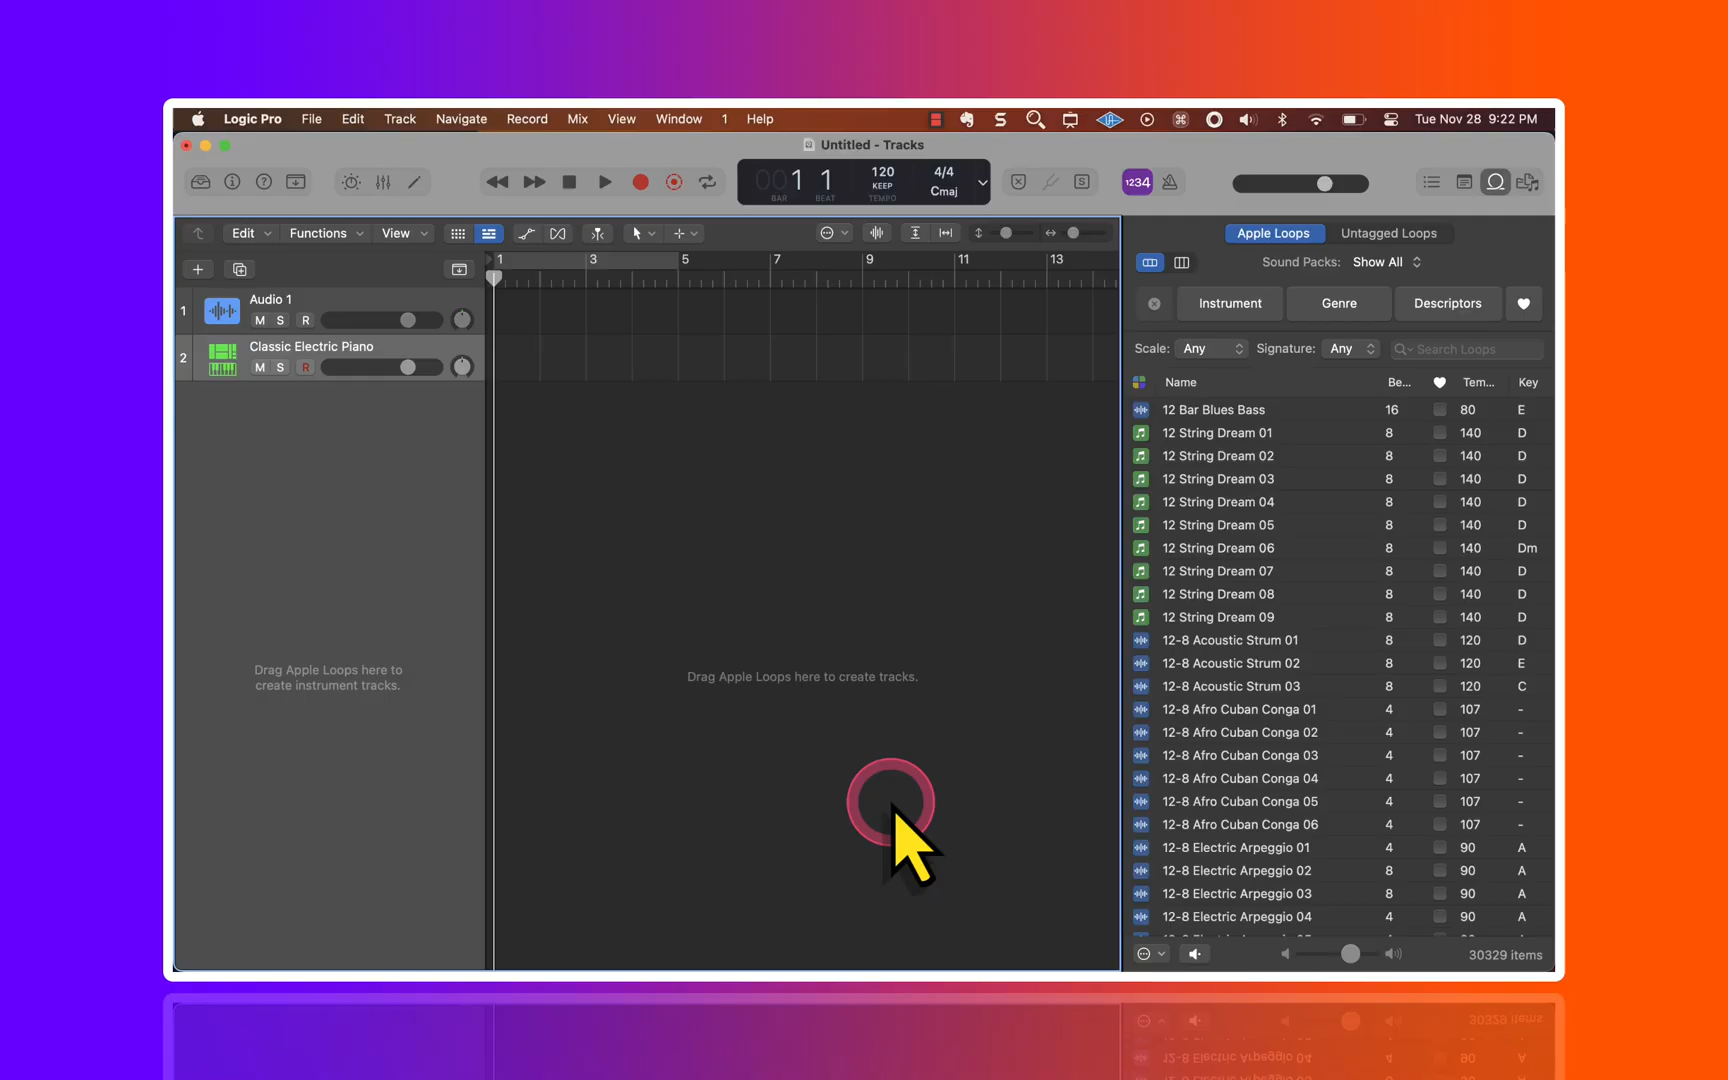 Logic Pro File Edit Track Navigate Record Mix View Window 1 Help Tue Nov 28 9:22 PM
Untitled - Tracks
001 1 120 4/4
KEEP Cmaj
BAR BEAT TEMPO
1234
Edit Functions View
Apple Loops Untagged Loops
1 3 5 7 9 11 13
Sound Packs: Show All
1 Audio 1
M S R
Instrument Genre Descriptors
2 Classic Electric Piano
M S R
Scale: Any Signature: Any Search Loops
Name Be... Tem... Key
12 Bar Blues Bass 16 80 E
12 String Dream 01 8 140 D
12 String Dream 02 8 140 D
12 String Dream 03 8 140 D
12 String Dream 04 8 140 D
12 String Dream 05 8 140 D
12 String Dream 06 8 140 Dm
12 String Dream 07 8 140 D
12 String Dream 08 8 140 D
12 String Dream 09 8 140 D
12-8 Acoustic Strum 01 8 120 D
12-8 Acoustic Strum 02 8 120 E
12-8 Acoustic Strum 03 8 120 C
12-8 Afro Cuban Conga 01 4 107 -
12-8 Afro Cuban Conga 02 4 107 -
12-8 Afro Cuban Conga 03 4 107 -
12-8 Afro Cuban Conga 04 4 107 -
12-8 Afro Cuban Conga 05 4 107 -
12-8 Afro Cuban Conga 06 4 107 -
12-8 Electric Arpeggio 01 4 90 A
12-8 Electric Arpeggio 02 8 90 A
12-8 Electric Arpeggio 03 8 90 A
12-8 Electric Arpeggio 04 4 90 A
30329 items
Drag Apple Loops here to
create instrument tracks.
Drag Apple Loops here to create tracks.